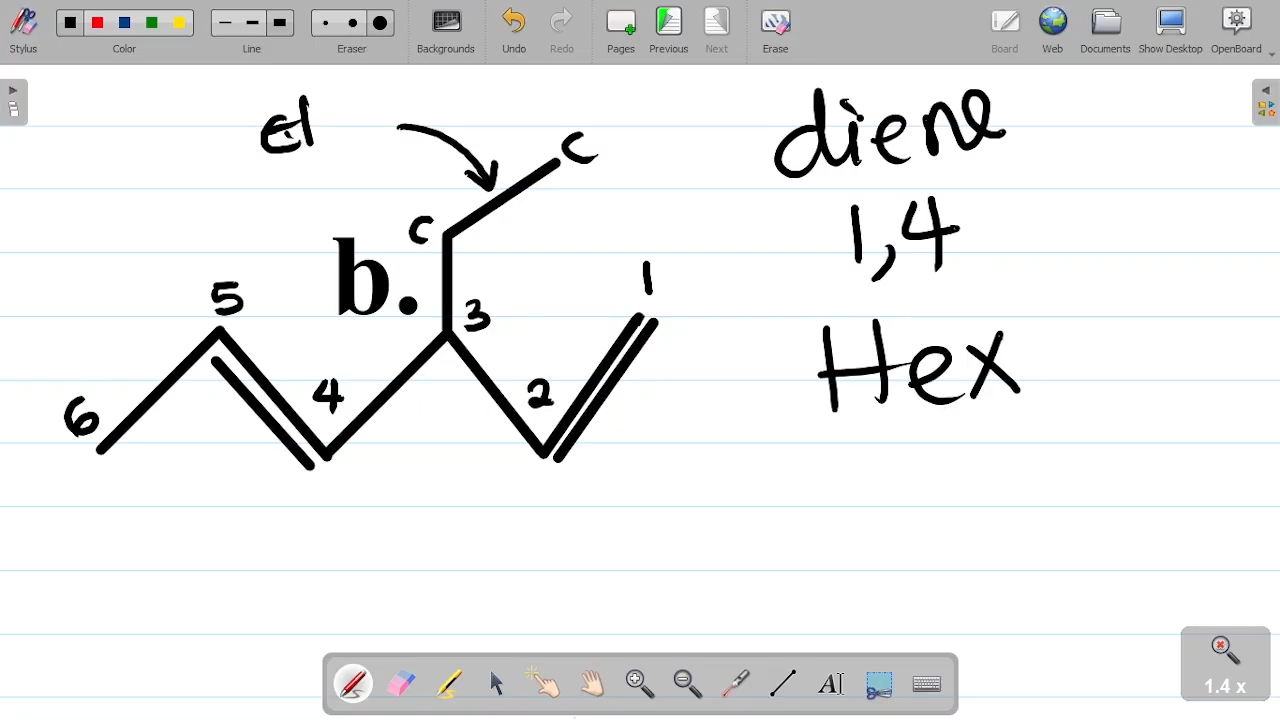 Stylus
Color
Line
Eraser
Backgrounds
Undo
Redo
Pages
Previous
Next
Erase
Board
Web
Documents
Show Desktop
OpenBoard
diene
C
C
b.
1,4
1
5
3
Hex
4
2
6
1.4 x